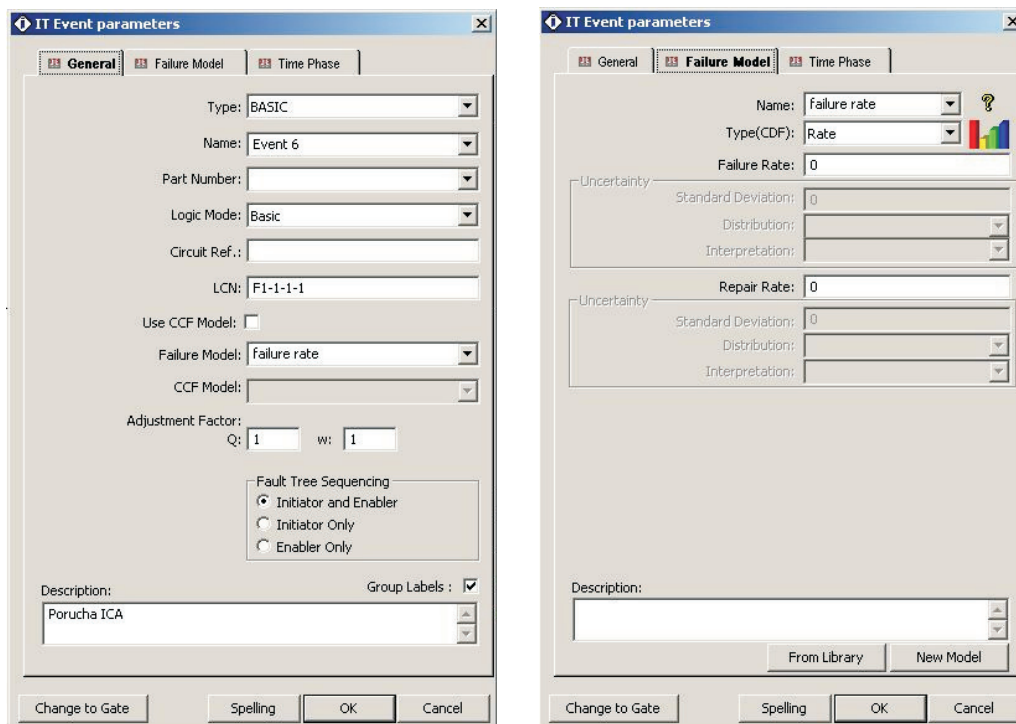 IT Event parameters
General Failure Model Time Phase
Type: BASIC
Name: Event 6
Part Number:
Logic Mode: Basic
Circuit Ref.:
LCN: F1-1-1-1
Use CCF Model:
Failure Model: failure rate
CCF Model:
Adjustment Factor:
Q: 1 w: 1
Fault Tree Sequencing
Initiator and Enabler
Initiator Only
Enabler Only
Description: Group Labels :
Porucha ICA
Change to Gate Spelling OK Cancel
IT Event parameters
General Failure Model Time Phase
Name: failure rate
Type(CDF): Rate
Failure Rate: 0
Uncertainty
Standard Deviation: 0
Distribution:
Interpretation:
Repair Rate: 0
Uncertainty
Standard Deviation: 0
Distribution:
Interpretation:
Description:
From Library New Model
Change to Gate Spelling OK Cancel